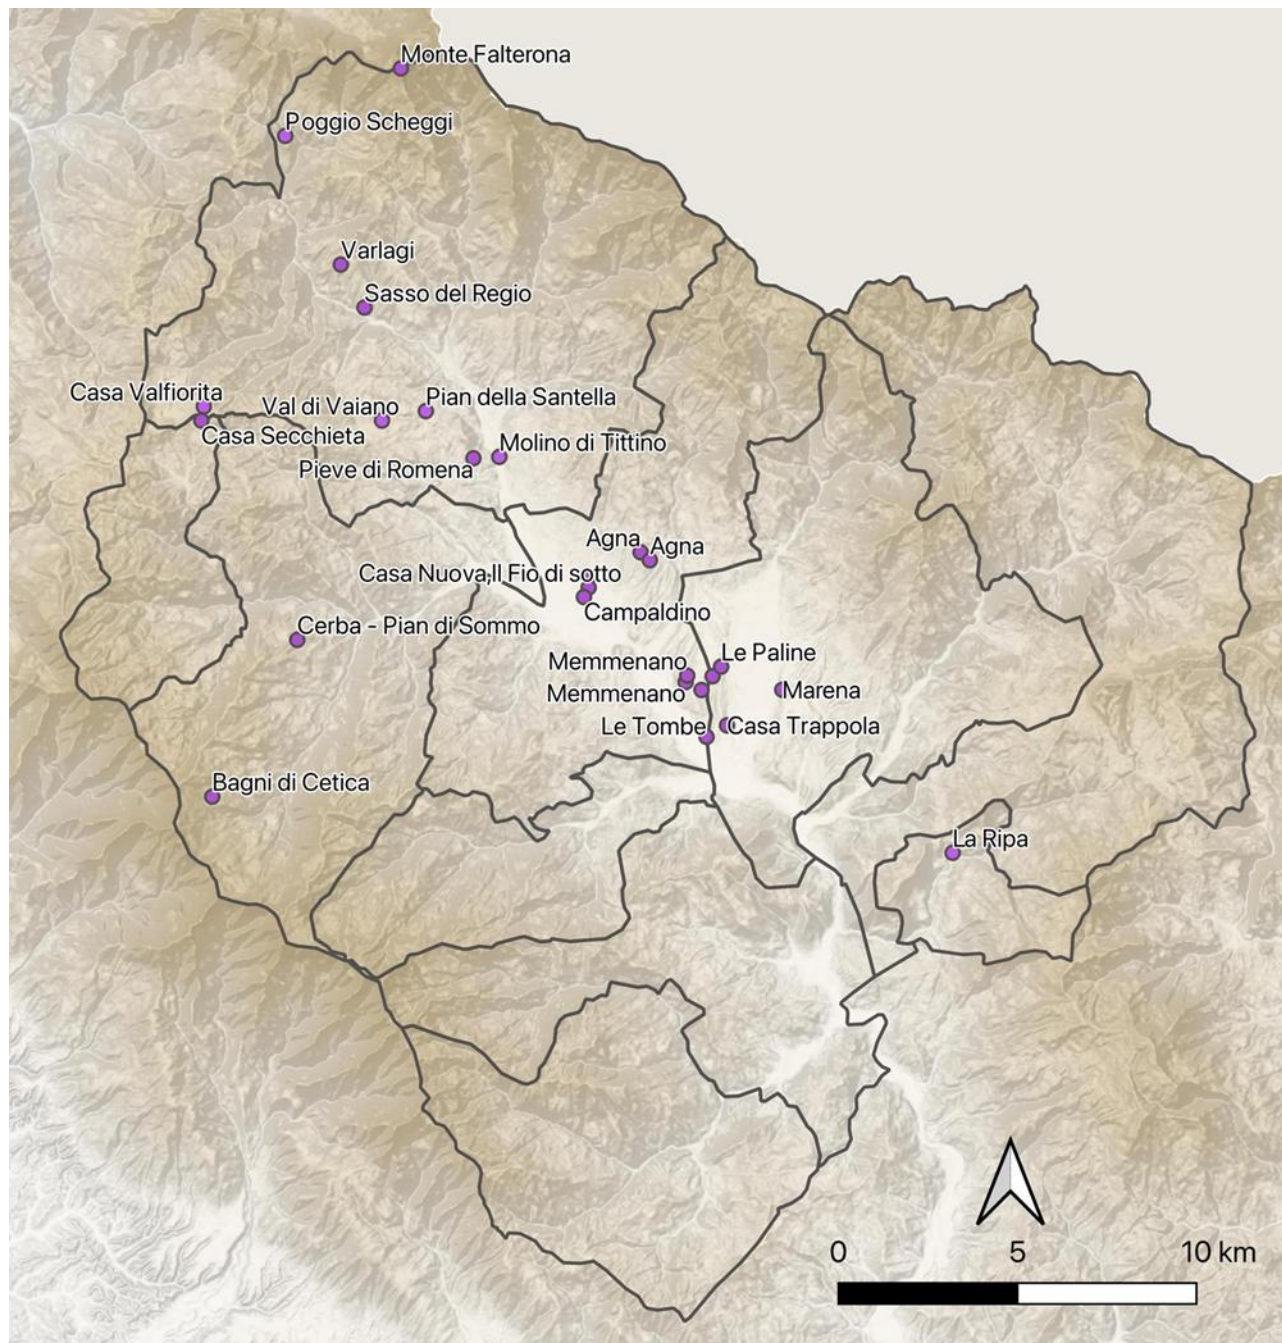 Monte Falterona
Poggio Scheggi
Varlagi
Sasso del Regio
Casa Valfiorita
Val di Vaiano
Pian della Santella
Casa Secchieta
Molino di Tittino
Pieve di Romena
Agna
Agna
Casa Nuova,Il Fio di sotto
Campaldino
Cerba - Pian di Sommo
Memmenano
Le Paline
Memmenano
Marena
Le Tombe
Casa Trappola
Bagni di Cetica
La Ripa
0 5 10 km